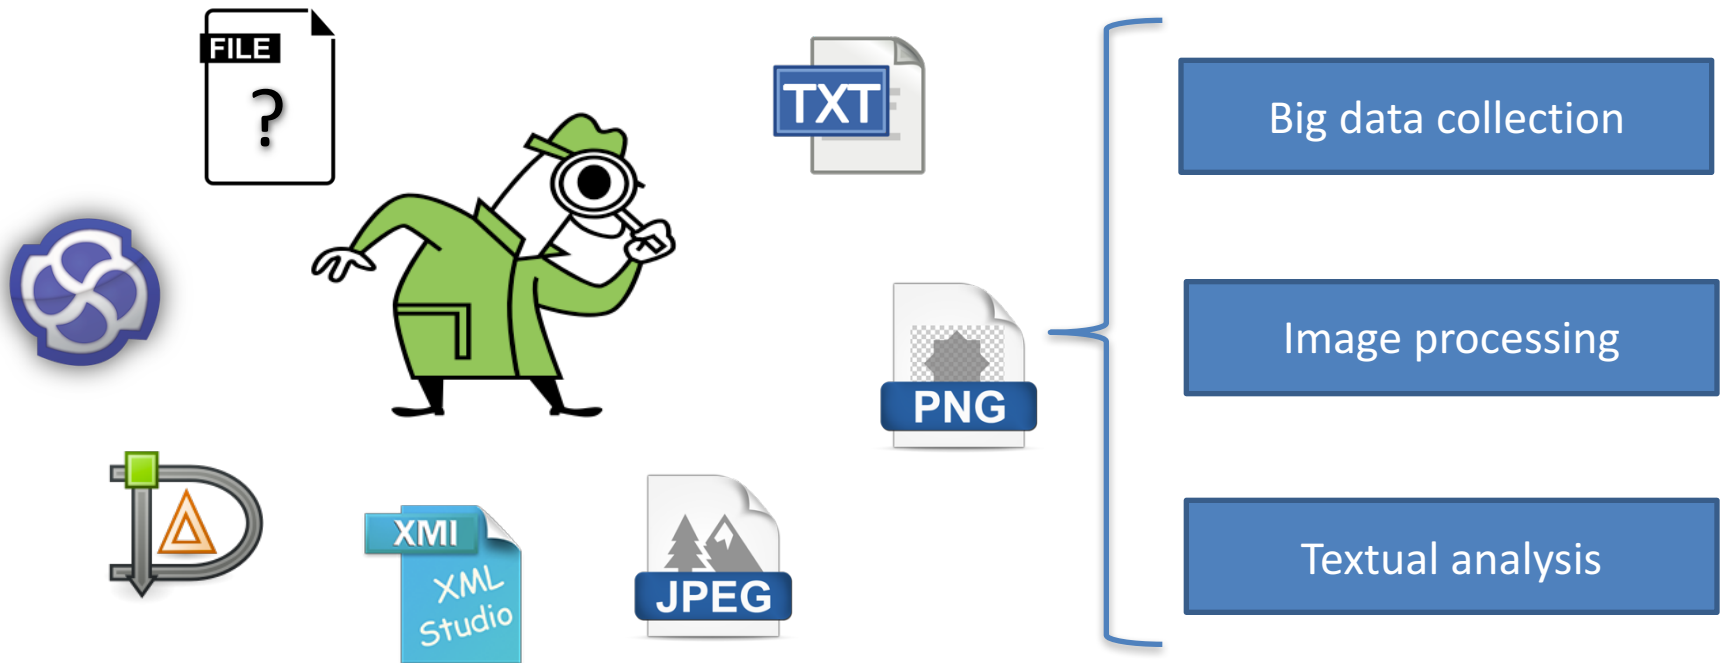 FILE
?
TXT
Big data collection
Image processing
PNG
XMI
XML
Studio
JPEG
Textual analysis